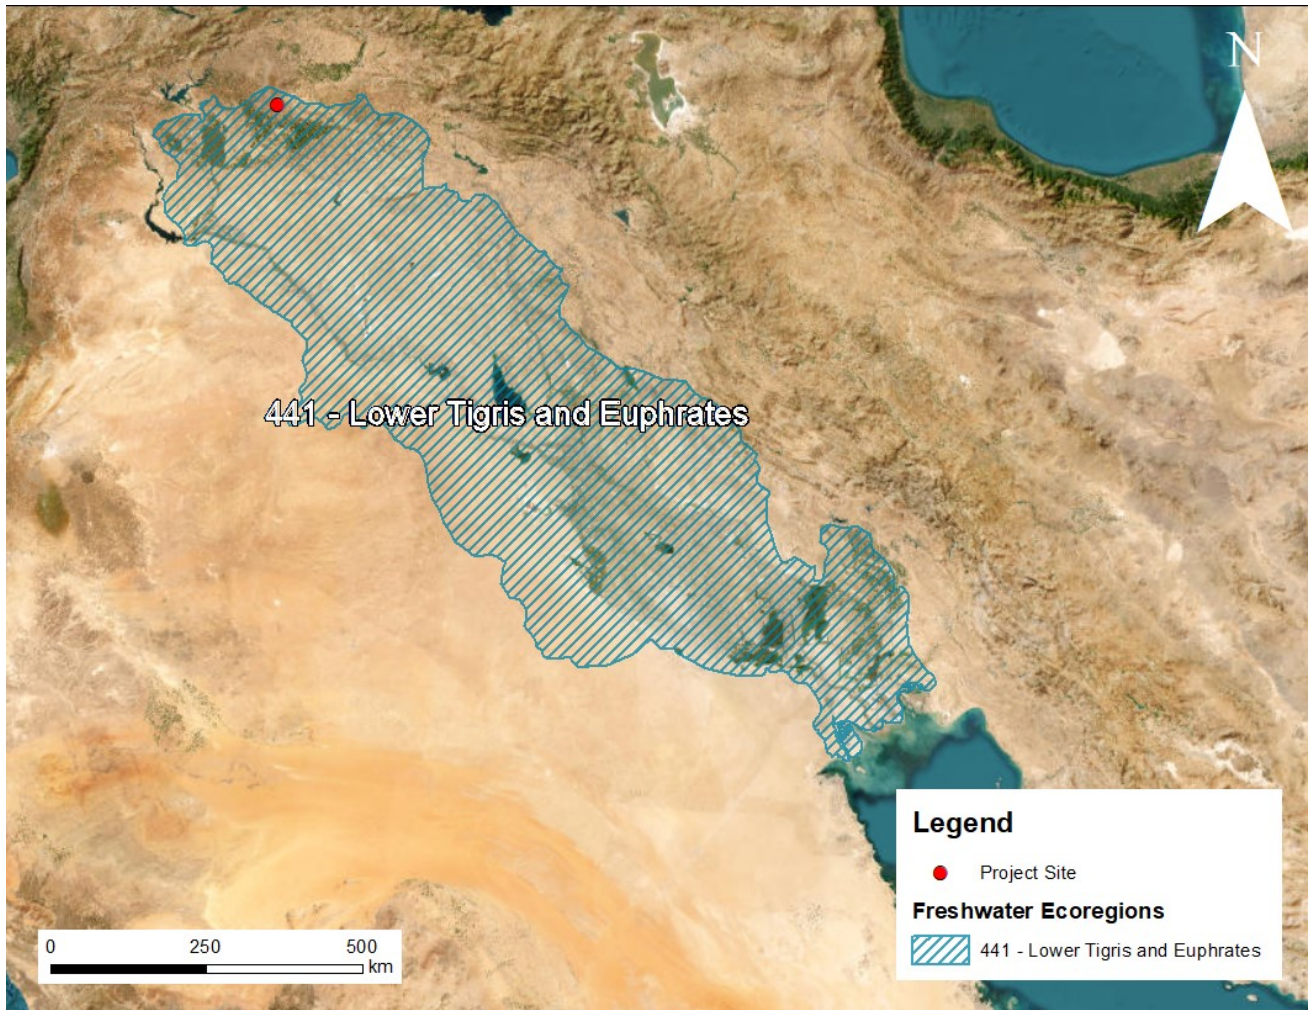 N
441 - Lower Tigris and Euphrates
Legend
Project Site
Freshwater Ecoregions
441 - Lower Tigris and Euphrates
0 250 500
km